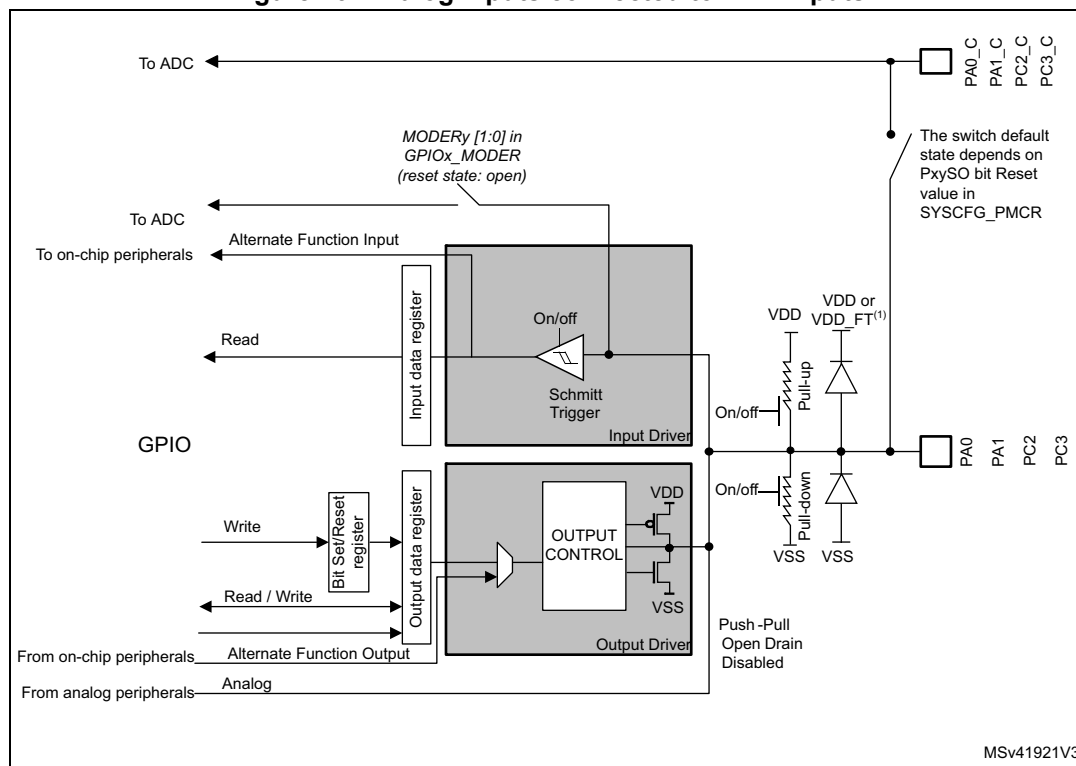 To ADC
PA0_C
PA1_C
PC2_C
PC3_C
MODERy [1:0] in
GPIOx_MODER
(reset state: open)
The switch default
state depends on
PxySO bit Reset
value in
SYSCFG_PMCR
To ADC
Alternate Function Input
To on-chip peripherals
Input data register
On/off
Read
Schmitt
Trigger
Input Driver
VDD
VDD or
VDD_FT(1)
Pull-up
On/off
GPIO
PA0
PA1
PC2
PC3
On/off
Pull-down
VSS
VSS
Write
Bit Set/Reset
register
Output data register
OUTPUT
CONTROL
VDD
VSS
Read / Write
Push -Pull
Open Drain
Disabled
Output Driver
From on-chip peripherals
Alternate Function Output
From analog peripherals
Analog
MSv41921V3